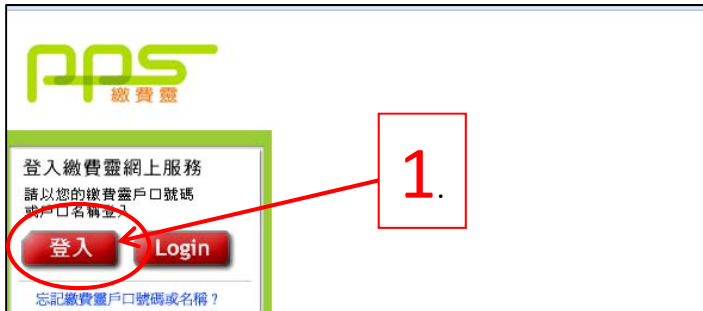 pps
繳費靈
登入繳費靈網上服務
請以您的繳費靈戶口號碼
或戶口名稱登入
登入 Login
1.
忘記繳費靈戶口號碼或名稱？